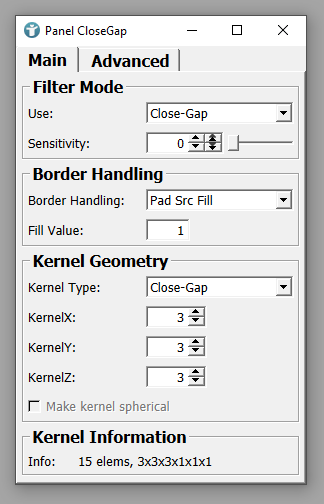 Panel CloseGap
Main Advanced
Filter Mode
Use: Close-Gap
Sensitivity: 0
Border Handling
Border Handling: Pad Src Fill
Fill Value: 1
Kernel Geometry
Kernel Type: Close-Gap
KernelX: 3
KernelY: 3
KernelZ: 3
Make kernel spherical
Kernel Information
Info: 15 elems, 3x3x3x1x1x1